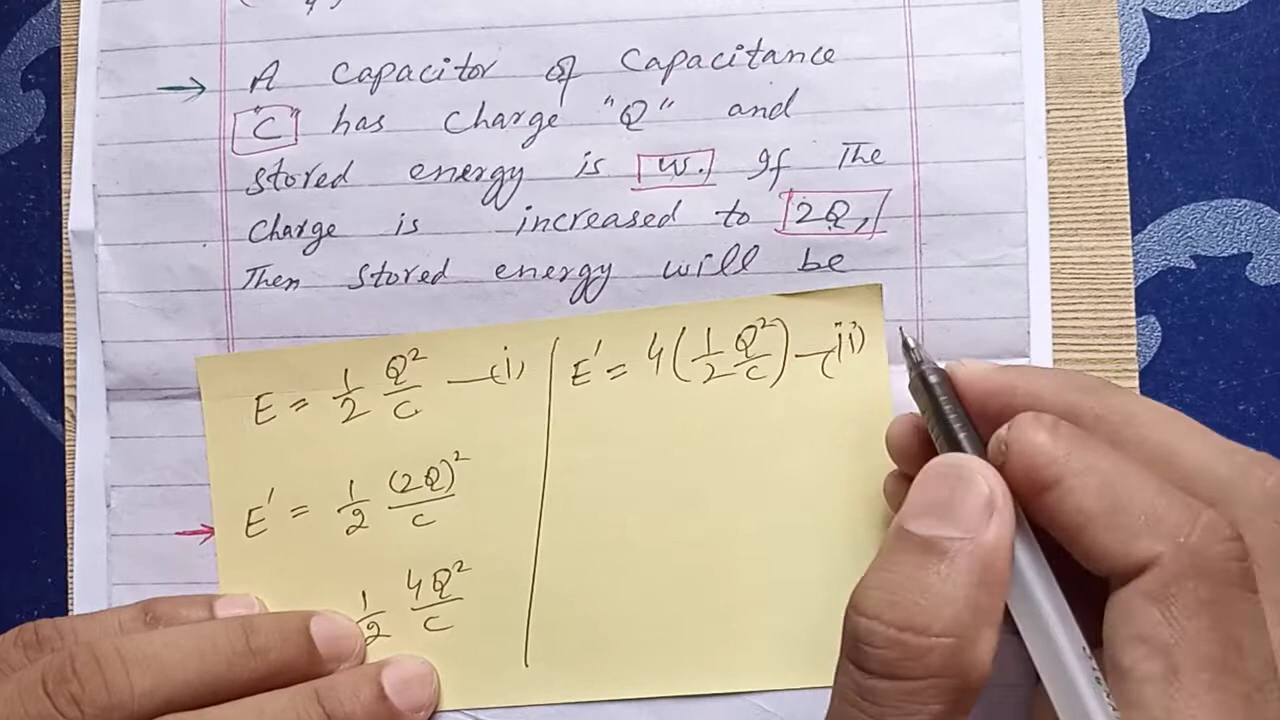 → A capacitor of capacitance
"C" has charge "Q" and
stored energy is W. If the
charge is increased to 2Q,
Then stored energy will be
E = 1/2 Q²/C —(i)
E' = 1/2 (2Q)²/C
1/2 4Q²/C
E' = 4(1/2 Q²/C) —(ii)